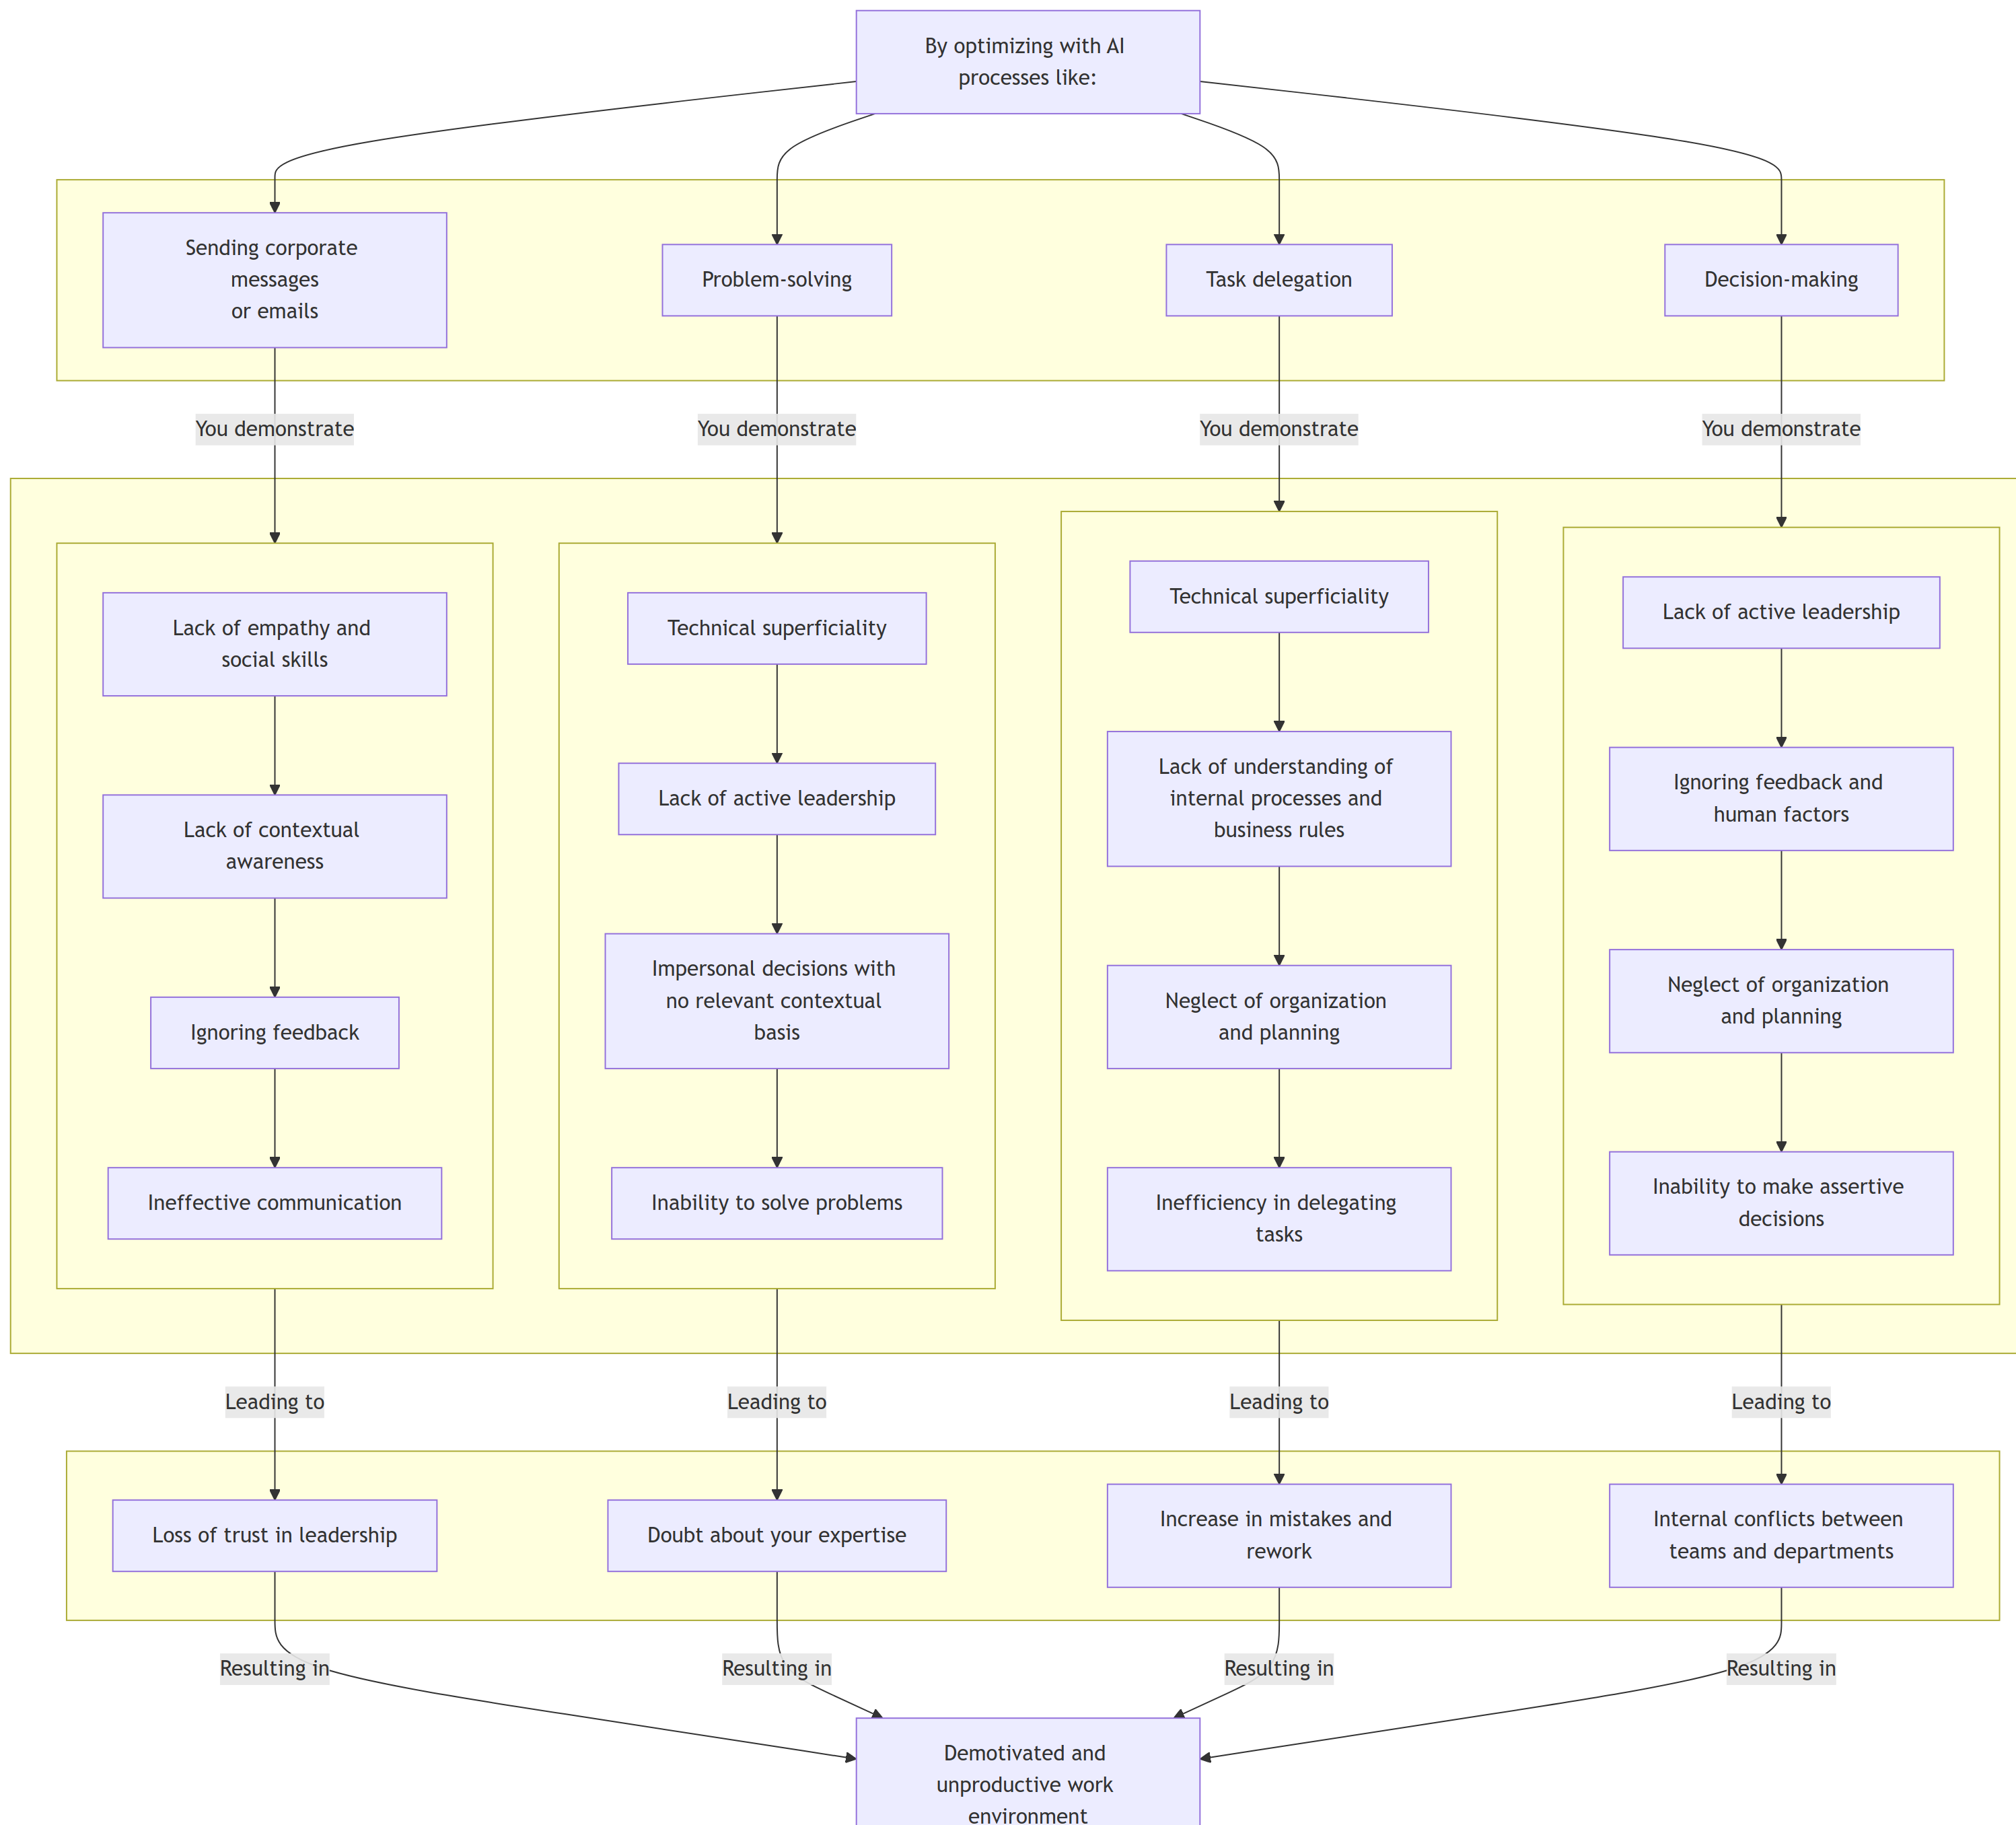 By optimizing with AI
processes like:
Sending corporate
messages
or emails
Problem-solving
Task delegation
Decision-making
You demonstrate
You demonstrate
You demonstrate
You demonstrate
Lack of empathy and
social skills
Lack of contextual
awareness
Ignoring feedback
Ineffective communication
Technical superficiality
Lack of active leadership
Impersonal decisions with
no relevant contextual
basis
Inability to solve problems
Technical superficiality
Lack of understanding of
internal processes and
business rules
Neglect of organization
and planning
Inefficiency in delegating
tasks
Lack of active leadership
Ignoring feedback and
human factors
Neglect of organization
and planning
Inability to make assertive
decisions
Leading to
Leading to
Leading to
Leading to
Loss of trust in leadership
Doubt about your expertise
Increase in mistakes and
rework
Internal conflicts between
teams and departments
Resulting in
Resulting in
Resulting in
Resulting in
Demotivated and
unproductive work
environment